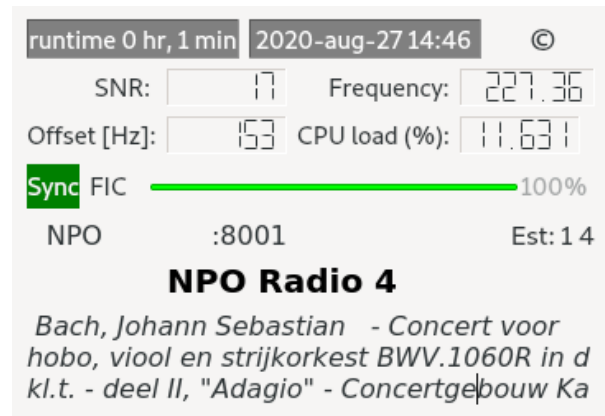 runtime 0 hr, 1 min 2020-aug-27 14:46 ©
SNR: 17 Frequency: 227.36
Offset [Hz]: 153 CPU load (%): 11.631
Sync FIC 100%
NPO :8001 Est: 1 4
NPO Radio 4
Bach, Johann Sebastian - Concert voor
hobo, viool en strijkorkest BWV.1060R in d
kl.t. - deel II, "Adagio" - Concertgebouw Ka